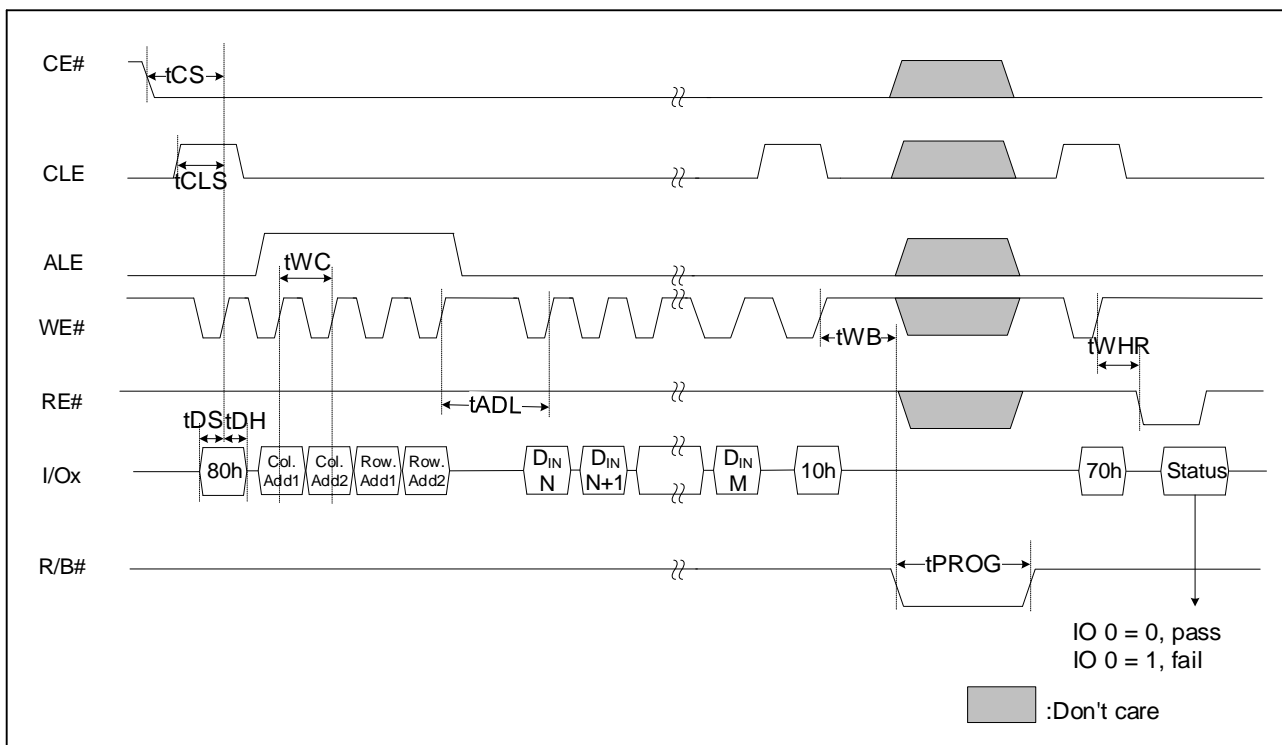 CE#
tCS
CLE
tCLS
ALE
tWC
WE#
tWB
tWHR
RE#
tADL
tDS tDH
I/Ox
80h
Col. Add1
Col. Add2
Row. Add1
Row. Add2
DIN N
DIN N+1
DIN M
10h
70h
Status
R/B#
tPROG
IO 0 = 0, pass
IO 0 = 1, fail
:Don't care